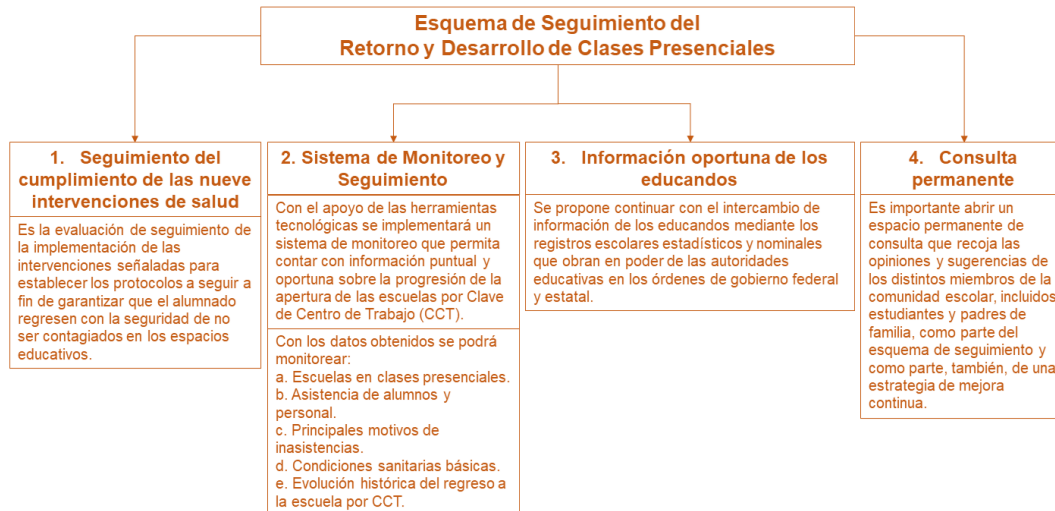 Esquema de Seguimiento del
Retorno y Desarrollo de Clases Presenciales
1. Seguimiento del
cumplimiento de las nueve
intervenciones de salud
Es la evaluación de seguimiento de
la implementación de las
intervenciones señaladas para
establecer los protocolos a seguir a
fin de garantizar que el alumnado
regresen con la seguridad de no
ser contagiados en los espacios
educativos.
2. Sistema de Monitoreo y
Seguimiento
Con el apoyo de las herramientas
tecnológicas se implementará un
sistema de monitoreo que permita
contar con información puntual y
oportuna sobre la progresión de la
apertura de las escuelas por Clave
de Centro de Trabajo (CCT).
Con los datos obtenidos se podrá
monitorear:
a. Escuelas en clases presenciales.
b. Asistencia de alumnos y
personal.
c. Principales motivos de
inasistencias.
d. Condiciones sanitarias básicas.
e. Evolución histórica del regreso a
la escuela por CCT.
3. Información oportuna de los
educandos
Se propone continuar con el intercambio de
información de los educandos mediante los
registros escolares estadísticos y nominales
que obran en poder de las autoridades
educativas en los órdenes de gobierno federal
y estatal.
4. Consulta
permanente
Es importante abrir un
espacio permanente de
consulta que recoja las
opiniones y sugerencias de
los distintos miembros de la
comunidad escolar, incluidos
estudiantes y padres de
familia, como parte del
esquema de seguimiento y
como parte, también, de una
estrategia de mejora
continua.